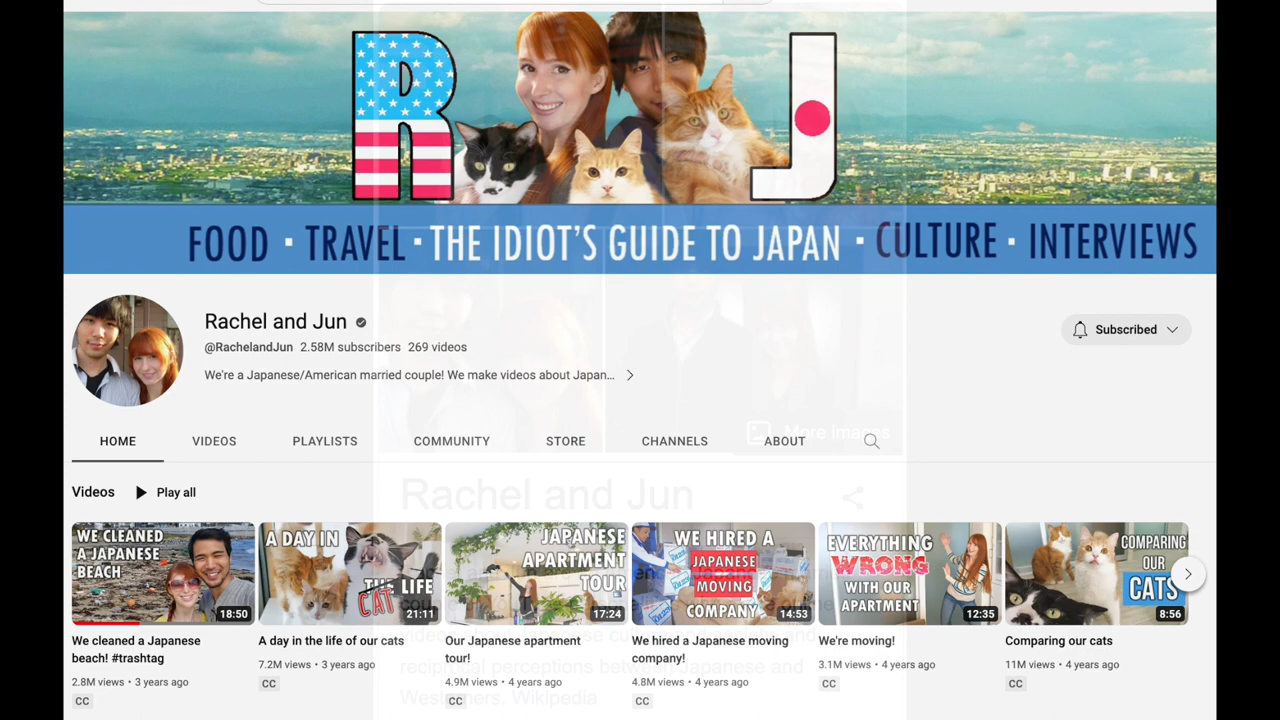 R J
FOOD · TRAVEL · THE IDIOT'S GUIDE TO JAPAN · CULTURE · INTERVIEWS
Rachel and Jun
@RachelandJun 2.58M subscribers 269 videos
We're a Japanese/American married couple! We make videos about Japan...
Subscribed
More images
HOME VIDEOS PLAYLISTS COMMUNITY STORE CHANNELS ABOUT
Rachel and Jun
Videos Play all
WE CLEANED
A JAPANESE
BEACH
18:50
A DAY IN
THE LIFE
CAT
21:11
JAPANESE
APARTMENT
TOUR
17:24
WE HIRED A
JAPANESE
MOVING
COMPANY
14:53
EVERYTHING
WRONG
WITH OUR
APARTMENT
12:35
COMPARING
OUR
CATS
8:56
We cleaned a Japanese
beach! #trashtag
2.8M views • 3 years ago
CC
A day in the life of our cats
7.2M views • 3 years ago
CC
Our Japanese apartment
tour!
4.9M views • 4 years ago
CC
We hired a Japanese moving
company!
4.8M views • 4 years ago
CC
We're moving!
3.1M views • 4 years ago
CC
Comparing our cats
11M views • 4 years ago
CC
reciprocal perceptions between Japanese and
Westerners. Wikipedia